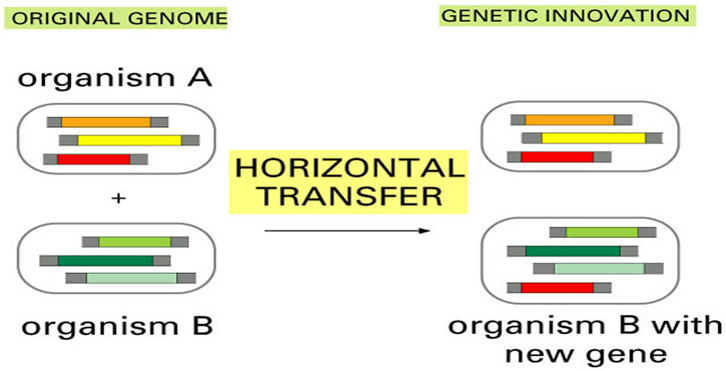 ORIGINAL GENOME
GENETIC INNOVATION
organism A
+
HORIZONTAL
TRANSFER
organism B
organism B with
new gene